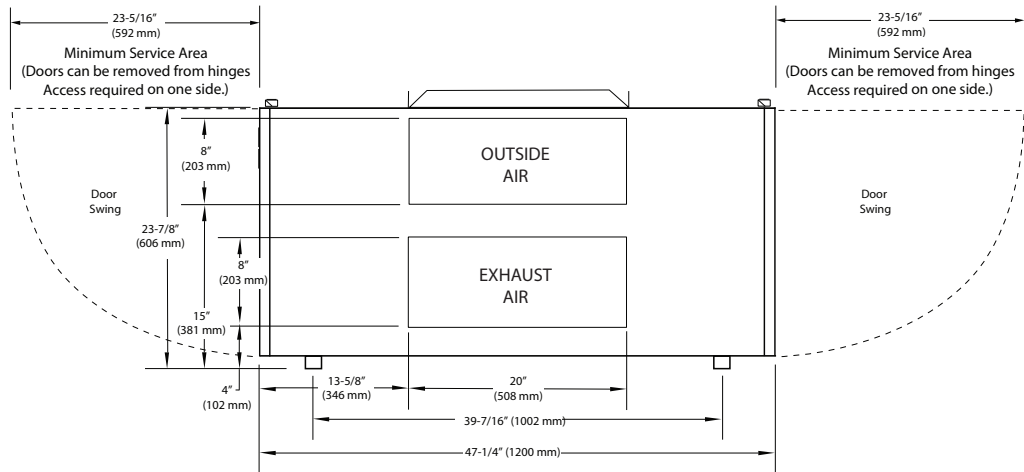 23-5/16”
(592 mm)
Minimum Service Area
(Doors can be removed from hinges
Access required on one side.)
23-5/16”
(592 mm)
Minimum Service Area
(Doors can be removed from hinges
Access required on one side.)
8”
(203 mm)
OUTSIDE
AIR
Door
Swing
Door
Swing
23-7/8”
(606 mm)
8”
(203 mm)
EXHAUST
AIR
15”
(381 mm)
4”
(102 mm)
13-5/8”
(346 mm)
20”
(508 mm)
39-7/16” (1002 mm)
47-1/4” (1200 mm)